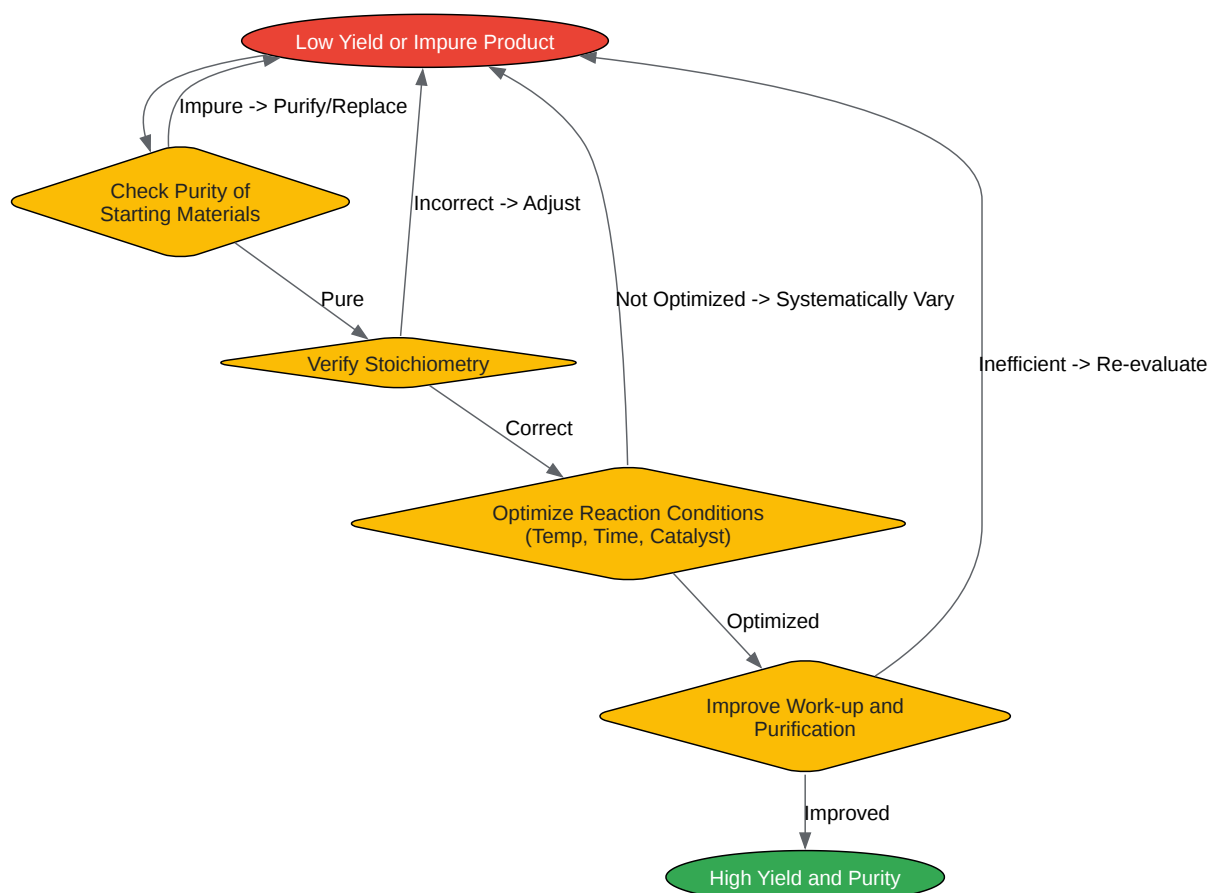 Low Yield or Impure Product
Impure -> Purify/Replace
Check Purity of
Starting Materials
Incorrect -> Adjust
Pure
Not Optimized -> Systematically Vary
Verify Stoichiometry
Inefficient -> Re-evaluate
Correct
Optimize Reaction Conditions
(Temp, Time, Catalyst)
Optimized
Improve Work-up and
Purification
Improved
High Yield and Purity